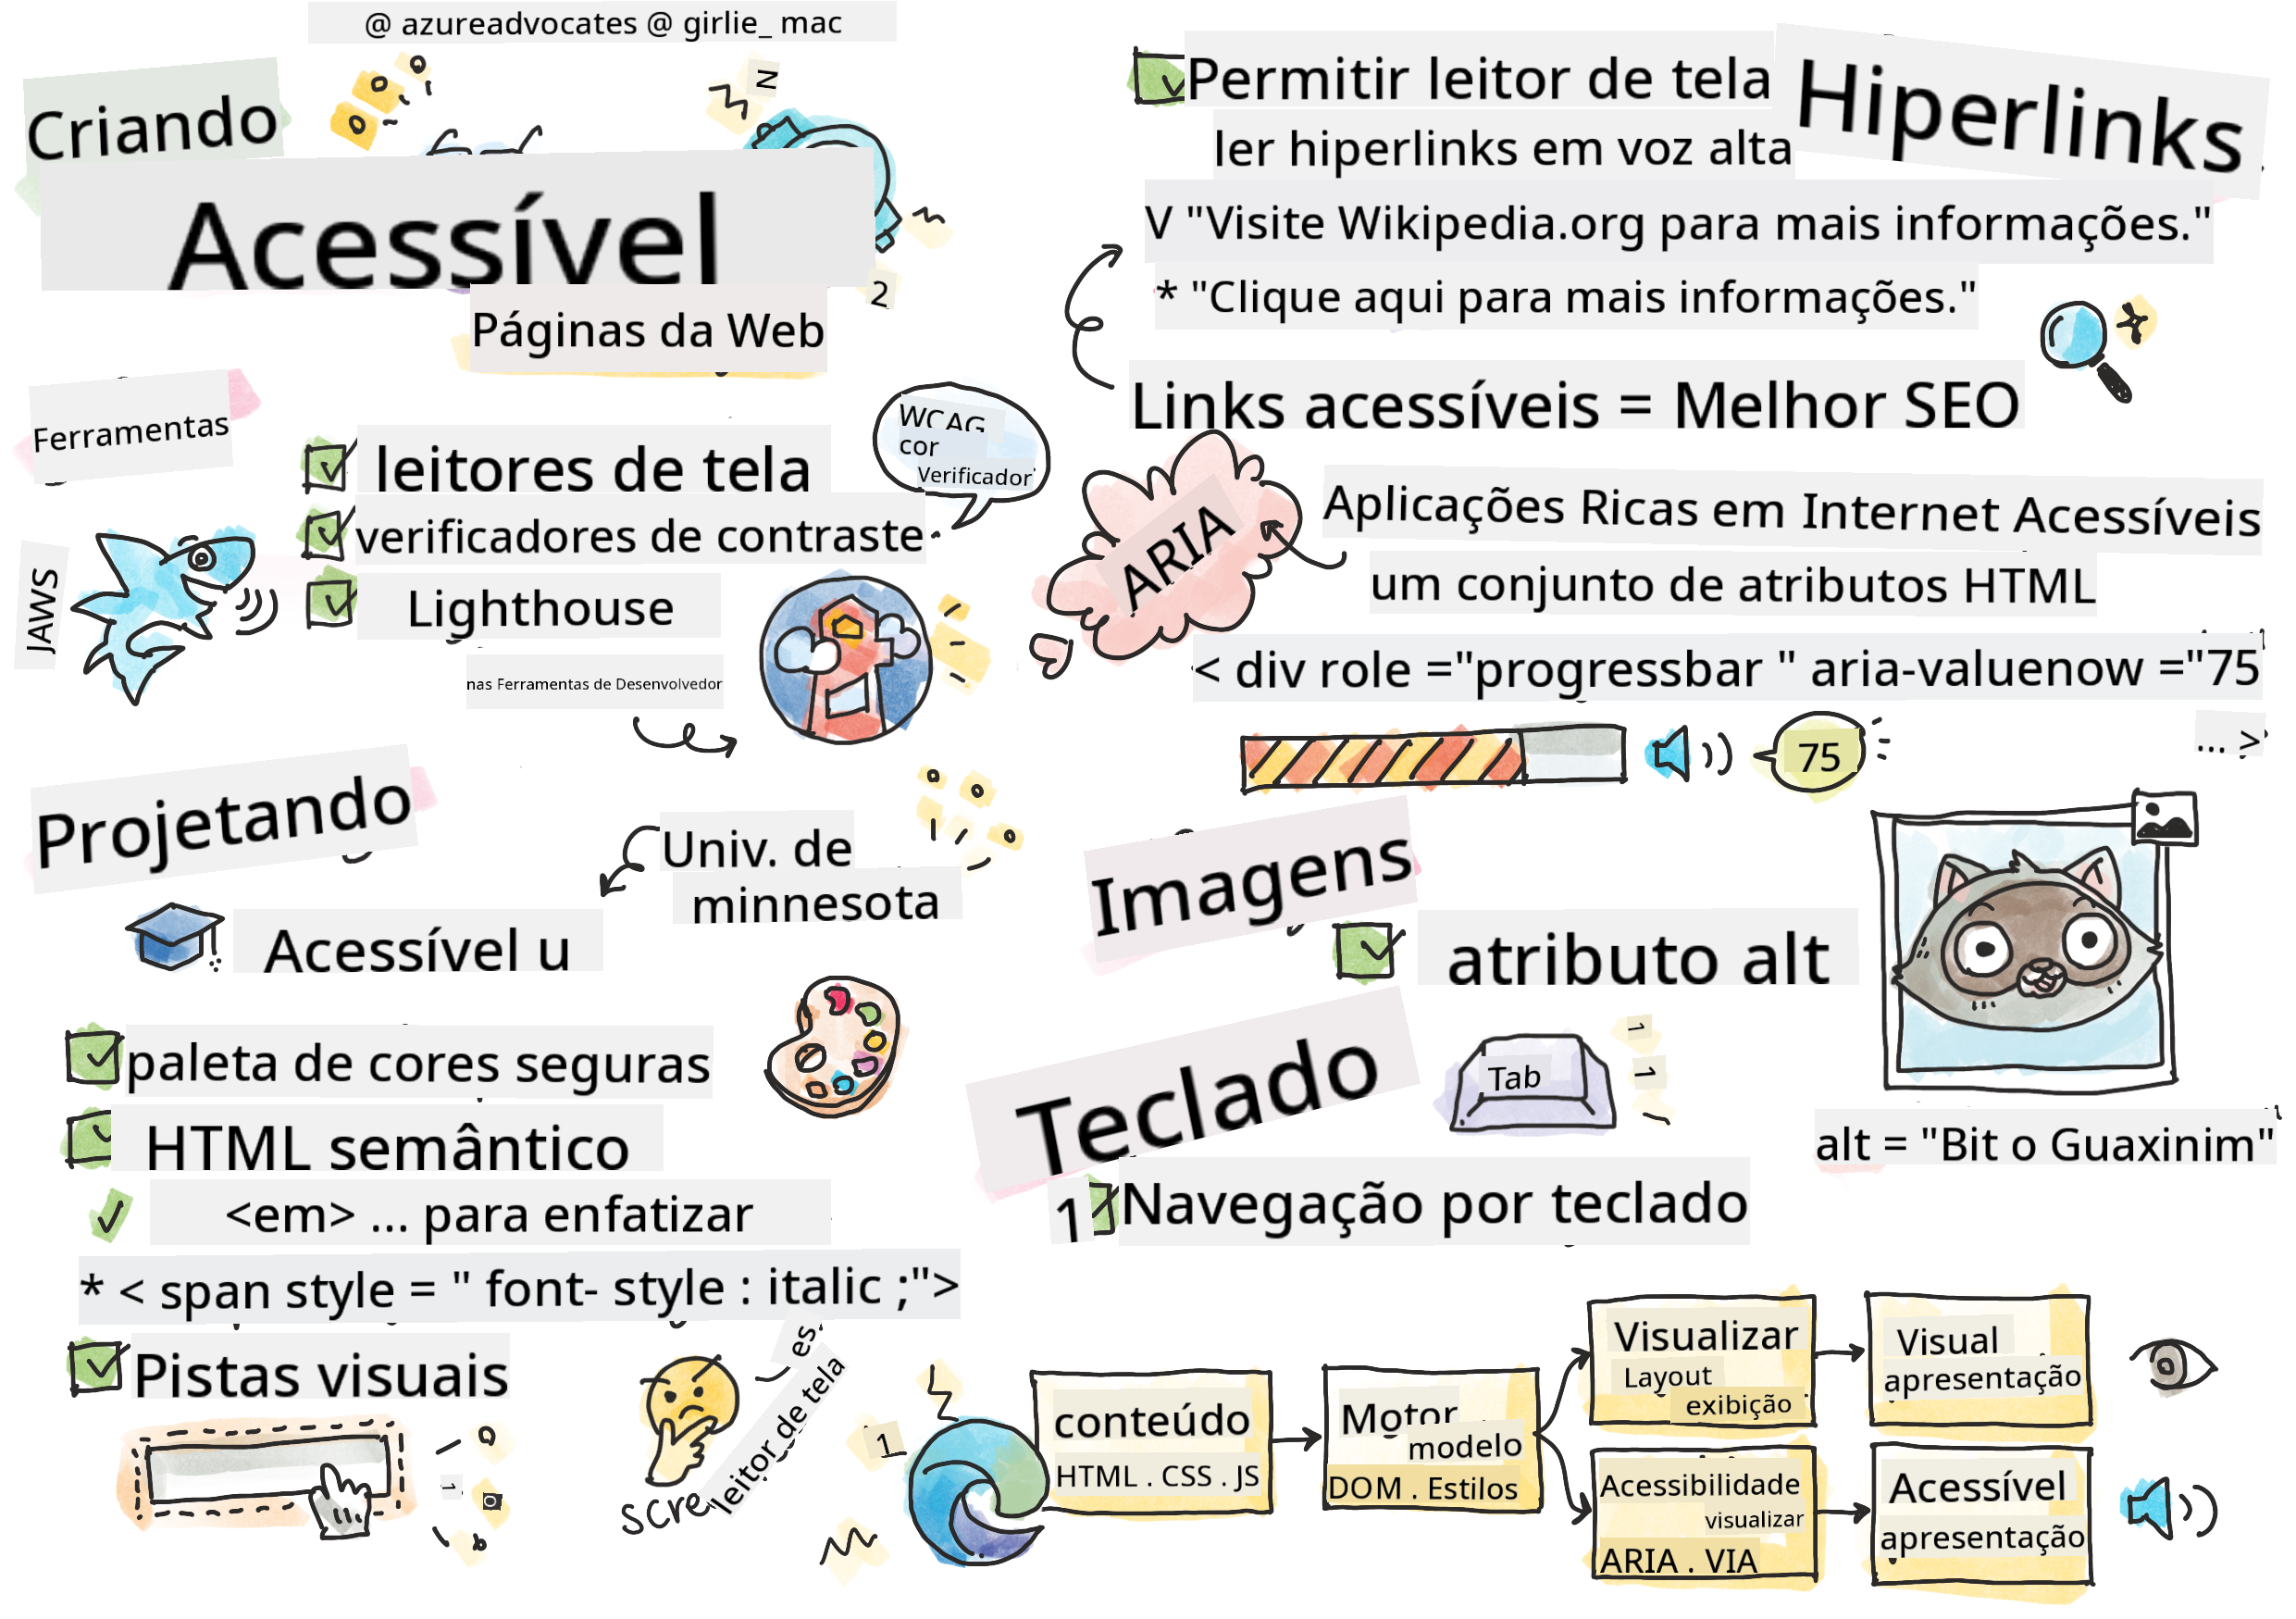 @ azureadvocates @ girlie_ mac
Criando
Acessível
Páginas da Web
N
2
Ferramentas
leitores de tela
verificadores de contraste
Lighthouse
nas Ferramentas de Desenvolvedor
JAWS
WCAG
cor
Verificador
Projetando
Univ. de
minnesota
Acessível u
paleta de cores seguras
HTML semântico
<em> ... para enfatizar
* < span style = " font- style : italic ;">
Pistas visuais
es
leitor de tela
scre
1
Permitir leitor de tela
ler hiperlinks em voz alta
Hiperlinks
V "Visite Wikipedia.org para mais informações."
* "Clique aqui para mais informações."
Links acessíveis = Melhor SEO
ARIA
Aplicações Ricas em Internet Acessíveis
um conjunto de atributos HTML
< div role ="progressbar " aria-valuenow ="75
... >
75
Imagens
atributo alt
alt = "Bit o Guaxinim"
Teclado
Tab
1
Navegação por teclado
conteúdo
HTML . CSS . JS
Motor
modelo
DOM . Estilos
Visualizar
Layout
exibição
Visual
apresentação
Acessibilidade
visualizar
ARIA . VIA
Acessível
apresentação